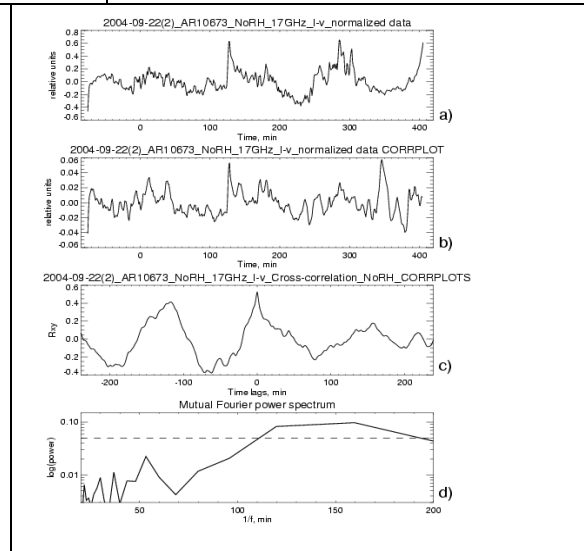 2004-09-22(2)_AR10673_NoRH_17GHz_I-v_normalized data
relative units
0.8
0.6
0.4
0.2
0.0
-0.2
-0.4
-0.6
0 100 200 300 400
Time, min
a)
2004-09-22(2)_AR10673_NoRH_17GHz_I-v_normalized data CORRPLOT
relative units
0.06
0.04
0.02
0.00
-0.02
-0.04
-0.06
0 100 200 300 400
Time, min
b)
2004-09-22(2)_AR10673_NoRH_17GHz_I-v_Cross-correlation_NoRH_CORRPLOTS
Rxy
0.6
0.4
0.2
0.0
-0.2
-0.4
-200 -100 0 100 200
Time lags, min
c)
Mutual Fourier power spectrum
log(power)
0.10
0.01
50 100 150 200
1/f, min
d)